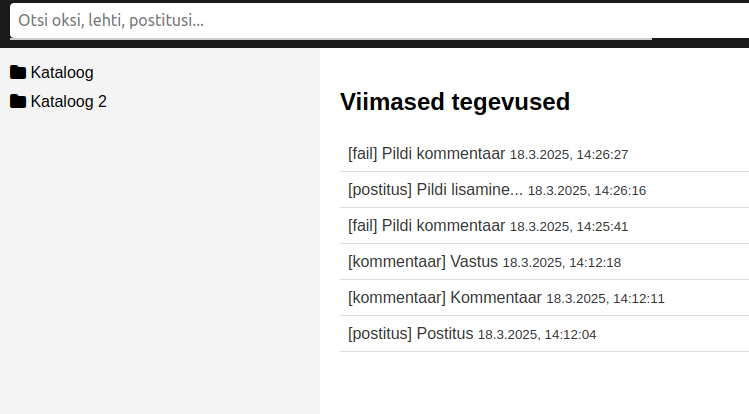 Otsi oksi, lehti, postitusi...
Kataloog
Kataloog 2
Viimased tegevused
[fail] Pildi kommentaar 18.3.2025, 14:26:27
[postitus] Pildi lisamine... 18.3.2025, 14:26:16
[fail] Pildi kommentaar 18.3.2025, 14:25:41
[kommentaar] Vastus 18.3.2025, 14:12:18
[kommentaar] Kommentaar 18.3.2025, 14:12:11
[postitus] Postitus 18.3.2025, 14:12:04